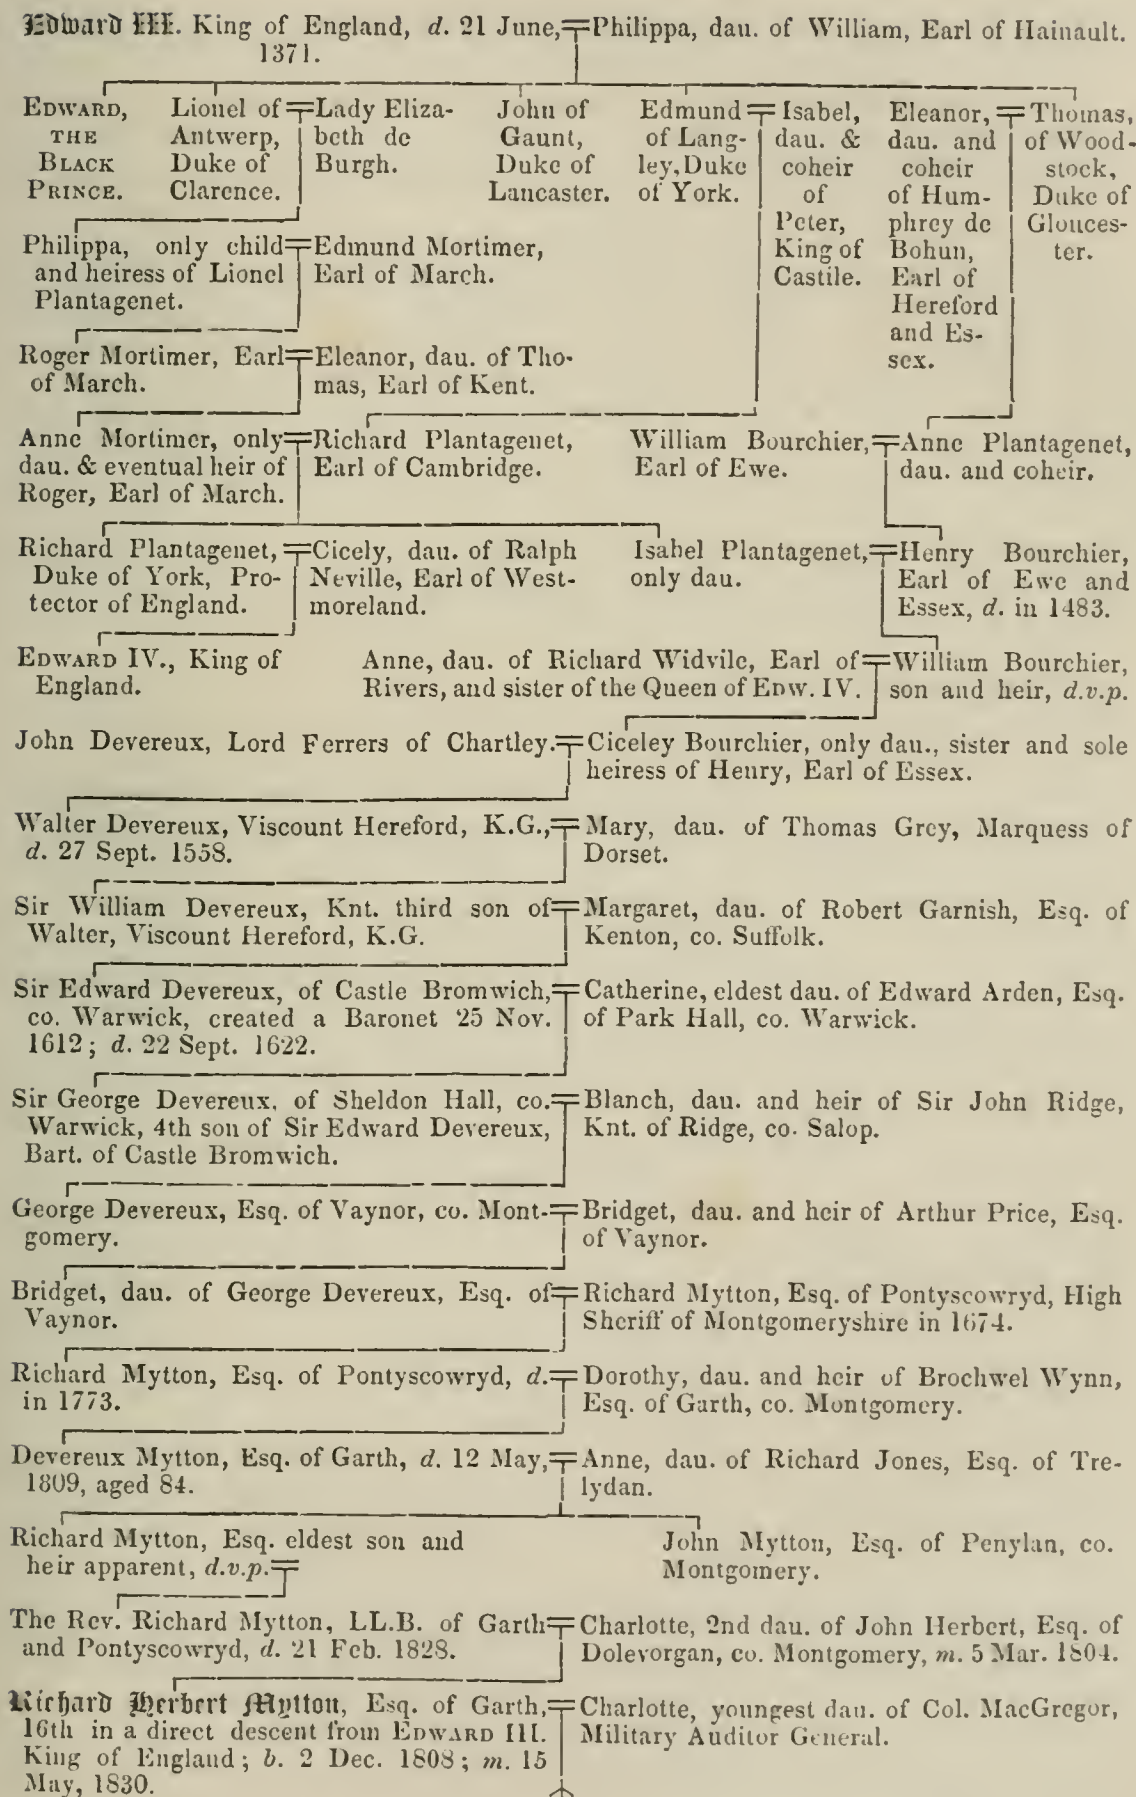 Edward III. King of England, d. 21 June, Philippa, dau. of William, Earl of Hainault.
1371.
EDWARD,
THE
BLACK
PRINCE.
Lionel of
Antwerp,
Duke of
Clarence.
Lady Eliza-
beth de
Burgh.
John of
Gaunt,
Duke of
Lancaster.
Edmund
of Lang-
ley, Duke
of York.
Isabel,
dau. &
coheir
of
Peter,
King of
Castile.
Eleanor,
dau. and
coheir
of Hum-
phrey de
Bohun,
Earl of
Hereford
and Es-
sex.
Thomas,
of Wood-
stock,
Duke of
Glouces-
ter.
Philippa, only child
and heiress of Lionel
Plantagenet.
Edmund Mortimer,
Earl of March.
Roger Mortimer, Earl
of March.
Eleanor, dau. of Tho-
mas, Earl of Kent.
Anne Mortimer, only
dau. & eventual heir of
Roger, Earl of March.
Richard Plantagenet,
Earl of Cambridge.
William Bourchier,
Earl of Ewe.
Anne Plantagenet,
dau. and coheir.
Richard Plantagenet,
Duke of York, Pro-
tector of England.
Cicely, dau. of Ralph
Neville, Earl of West-
moreland.
Isabel Plantagenet,
only dau.
Henry Bourchier,
Earl of Ewe and
Essex, d. in 1483.
EDWARD IV., King of
England.
Anne, dau. of Richard Widvile, Earl of
Rivers, and sister of the Queen of EDW. IV.
William Bourchier,
son and heir, d.v.p.
John Devereux, Lord Ferrers of Chartley.
Ciceley Bourchier, only dau., sister and sole
heiress of Henry, Earl of Essex.
Walter Devereux, Viscount Hereford, K.G.,
d. 27 Sept. 1558.
Mary, dau. of Thomas Grey, Marquess of
Dorset.
Sir William Devereux, Knt. third son of
Walter, Viscount Hereford, K.G.
Margaret, dau. of Robert Garnish, Esq. of
Kenton, co. Suffolk.
Sir Edward Devereux, of Castle Bromwich,
co. Warwick, created a Baronet 25 Nov.
1612; d. 22 Sept. 1622.
Catherine, eldest dau. of Edward Arden, Esq.
of Park Hall, co. Warwick.
Sir George Devereux, of Sheldon Hall, co.
Warwick, 4th son of Sir Edward Devereux,
Bart. of Castle Bromwich.
Blanch, dau. and heir of Sir John Ridge,
Knt. of Ridge, co. Salop.
George Devereux, Esq. of Vaynor, co. Mont-
gomery.
Bridget, dau. and heir of Arthur Price, Esq.
of Vaynor.
Bridget, dau. of George Devereux, Esq. of
Vaynor.
Richard Mytton, Esq. of Pontyscowryd, High
Sheriff of Montgomeryshire in 1674.
Richard Mytton, Esq. of Pontyscowryd, d.
in 1773.
Dorothy, dau. and heir of Brochwel Wynn,
Esq. of Garth, co. Montgomery.
Devereux Mytton, Esq. of Garth, d. 12 May,
1809, aged 84.
Anne, dau. of Richard Jones, Esq. of Tre-
lydan.
Richard Mytton, Esq. eldest son and
heir apparent, d.v.p.
John Mytton, Esq. of Penylan, co.
Montgomery.
The Rev. Richard Mytton, LL.B. of Garth
and Pontyscowryd, d. 21 Feb. 1828.
Charlotte, 2nd dau. of John Herbert, Esq. of
Dolevorgan, co. Montgomery, m. 5 Mar. 1804.
Richard Herbert Mytton, Esq. of Garth,
16th in a direct descent from EDWARD III.
King of England; b. 2 Dec. 1808; m. 15
May, 1830.
Charlotte, youngest dau. of Col. MacGregor,
Military Auditor General.